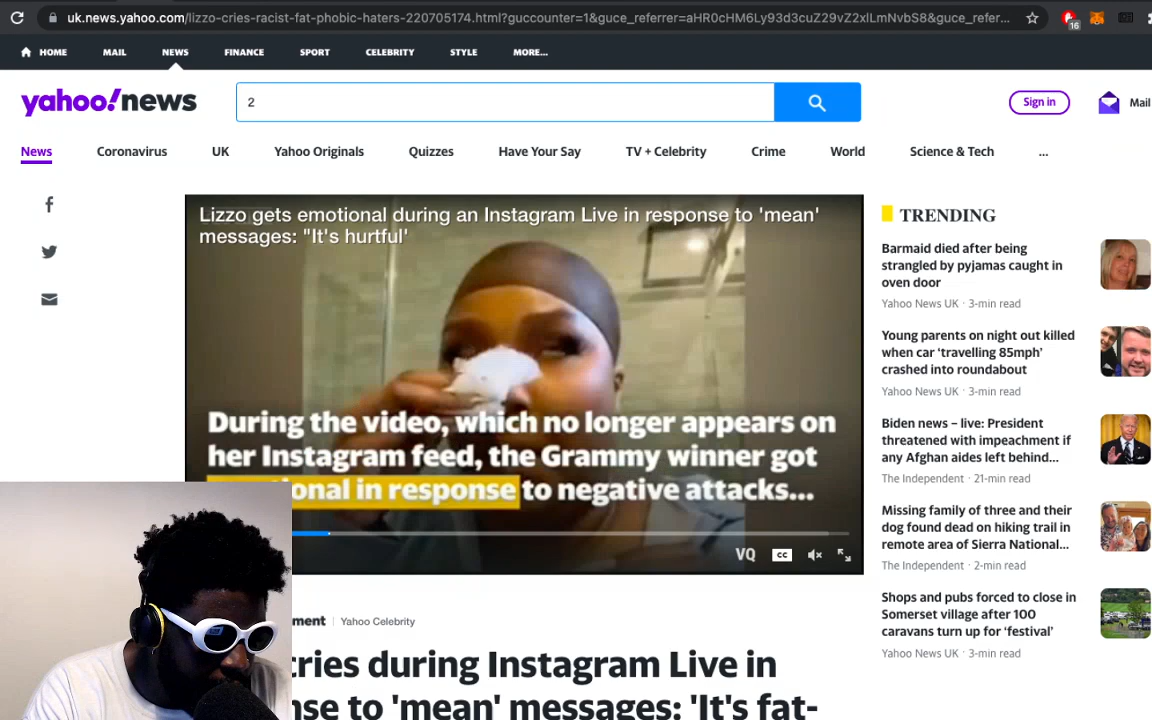 uk.news.yahoo.com/lizzo-cries-racist-fat-phobic-haters-220705174.html?guccounter=1&guce_referrer=aHR0cHM6Ly93d3cuZ29vZ2xlLmNvbS8&guce_refer...
16
HOME MAIL NEWS FINANCE SPORT CELEBRITY STYLE MORE...
yahoo!news 2 Sign in Mail
News Coronavirus UK Yahoo Originals Quizzes Have Your Say TV + Celebrity Crime World Science & Tech ...
Lizzo gets emotional during an Instagram Live in response to 'mean'
messages: "It's hurtful'
During the video, which no longer appears on
her Instagram feed, the Grammy winner got
tional in response to negative attacks...
VQ CC
ment Yahoo Celebrity
cries during Instagram Live in
nse to 'mean' messages: 'It's fat-
TRENDING
Barmaid died after being
strangled by pyjamas caught in
oven door
Yahoo News UK · 3-min read
Young parents on night out killed
when car ‘travelling 85mph’
crashed into roundabout
Yahoo News UK · 3-min read
Biden news – live: President
threatened with impeachment if
any Afghan aides left behind...
The Independent · 21-min read
Missing family of three and their
dog found dead on hiking trail in
remote area of Sierra National...
The Independent · 2-min read
Shops and pubs forced to close in
Somerset village after 100
caravans turn up for ‘festival’
Yahoo News UK · 3-min read